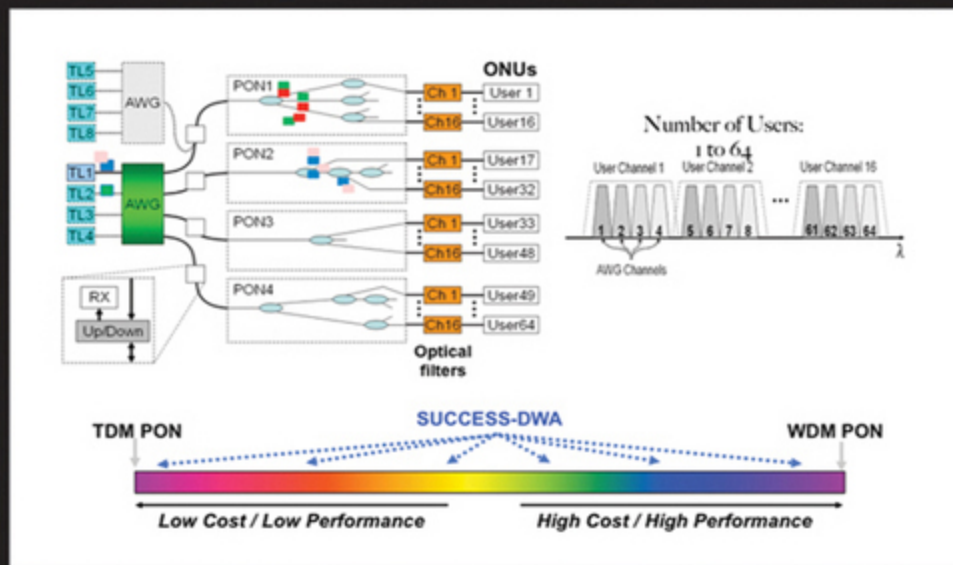 ONUs
TL5
TL6
TL7
TL8
AWG
TL1
TL2
TL3
TL4
AWG
RX
Up/Down
PON1
Ch 1
User 1
Ch16
User16
PON2
Ch 1
User17
Ch16
User32
PON3
Ch 1
User33
Ch16
User48
PON4
Ch 1
User49
Ch16
User64
Optical
filters
Number of Users:
1 to 64
User Channel 1 User Channel 2 User Channel 16
1 2 3 4 5 6 7 8 ... 61 62 63 64
λ
AWG Channels
SUCCESS-DWA
TDM PON WDM PON
Low Cost / Low Performance High Cost / High Performance